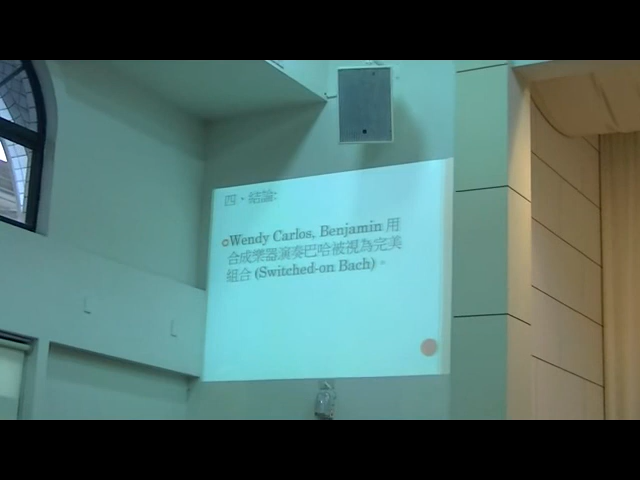 四、結論:
Wendy Carlos, Benjamin 用
合成樂器演奏巴哈被視為完美
組合 (Switched-on Bach)。